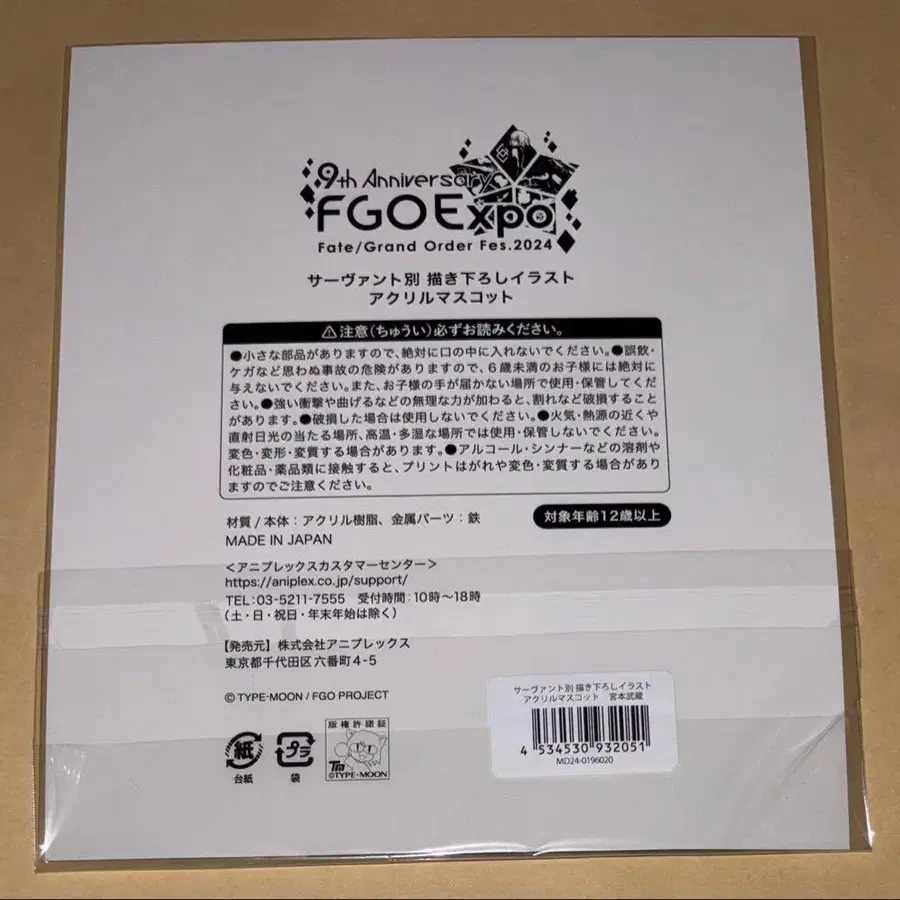 9th Anniversary
FGO Expo
Fate/Grand Order Fes.2024
サーヴァント別 描き下ろしイラスト
アクリルマスコット
⚠注意(ちゅうい)必ずお読みください。
●小さな部品がありますので、絶対に口の中に入れないでください。●誤飲・
ケガなど思わぬ事故の危険がありますので、6歳未満のお子様には絶対に
与えないでください。また、お子様の手が届かない場所で使用・保管してくだ
さい。●強い衝撃や曲げるなどの無理な力が加わると、割れなど破損すること
があります。●破損した場合は使用しないでください。●火気・熱源の近くや
直射日光の当たる場所、高温・多湿な場所では使用・保管しないでください。
変色・変形・変質する場合があります。●アルコール・シンナーなどの溶剤や
化粧品・薬品類に接触すると、プリントはがれや変色・変質する場合があり
ますのでご注意ください。
材質/本体:アクリル樹脂、金属パーツ:鉄
対象年齢12歳以上
MADE IN JAPAN
<アニプレックスカスタマーセンター>
https://aniplex.co.jp/support/
TEL:03-5211-7555 受付時間:10時~18時
(土・日・祝日・年末年始は除く)
【発売元】株式会社アニプレックス
東京都千代田区六番町4-5
© TYPE-MOON / FGO PROJECT
紙
台紙
プラ
袋
版権許諾証
TM
©TYPE-MOON
サーヴァント別 描き下ろしイラスト
アクリルマスコット 宮本武蔵
4 534530 932051
MD24-0196020